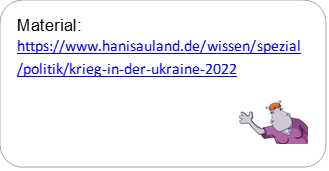 Material:
https://www.hanisauland.de/wissen/spezial
/politik/krieg-in-der-ukraine-2022